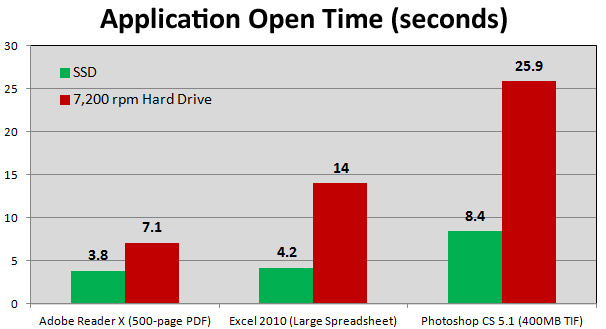 Application Open Time (seconds)
30
25
20
15
10
5
0
SSD
7,200 rpm Hard Drive
3.8
7.1
4.2
14
8.4
25.9
Adobe Reader X (500-page PDF)
Excel 2010 (Large Spreadsheet)
Photoshop CS 5.1 (400MB TIF)